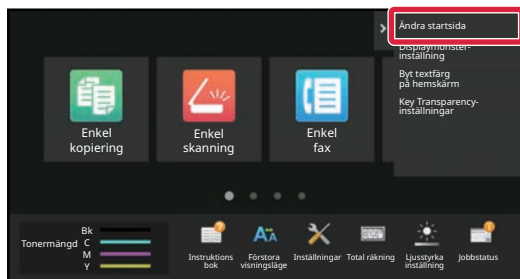 Ändra startsida
Displaymönster-
inställning
Byt textfärg
på hemskärm
Key Transparency-
inställningar
Enkel
kopiering
Enkel
skanning
Enkel
fax
Tonermängd
Bk
C
M
Y
Instruktions
bok
Förstora
visningsläge
Inställningar
Total räkning
Ljusstyrka
inställning
Jobbstatus